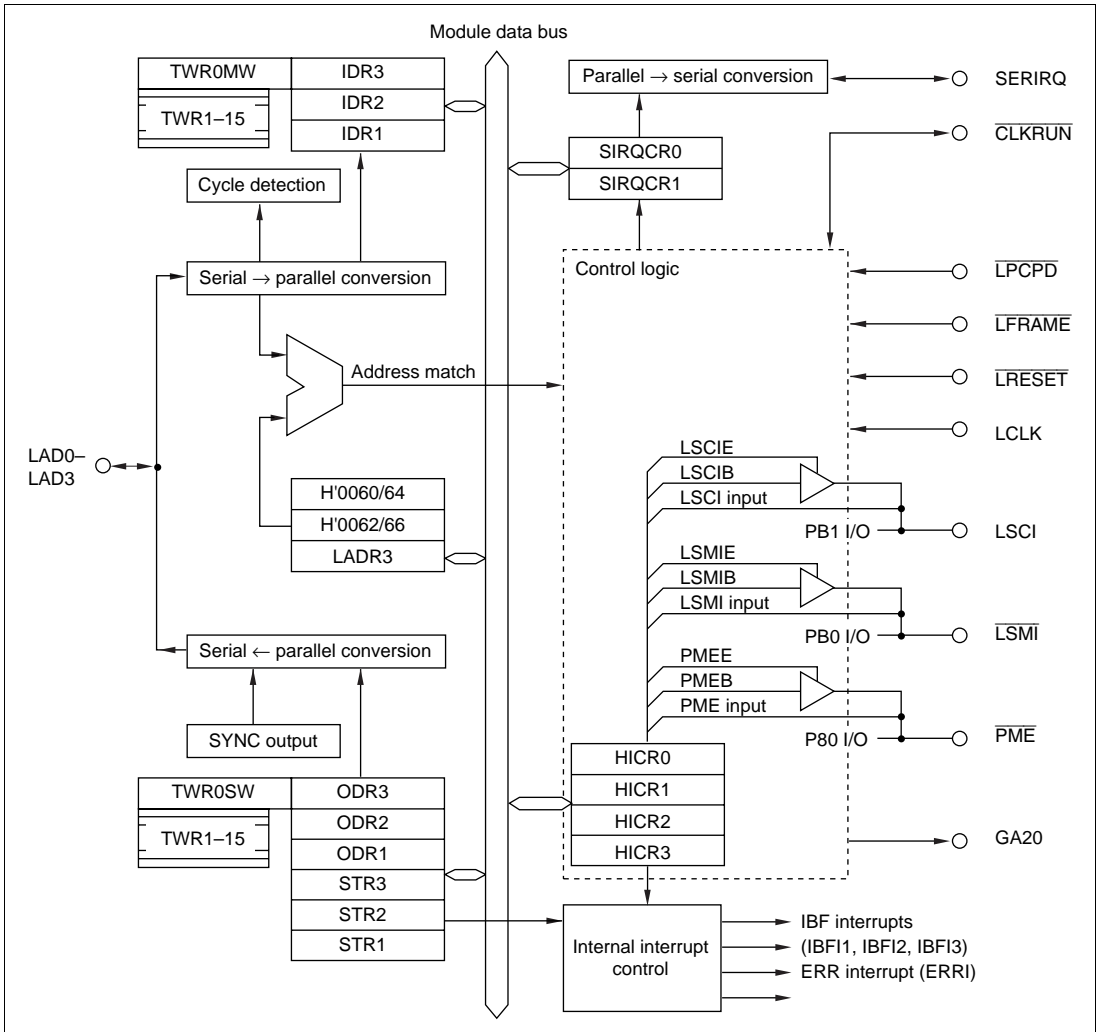 Module data bus
TWR0MW
IDR3
IDR2
IDR1
TWR1–15
Parallel → serial conversion
SERIRQ
CLKRUN
SIRQCR0
SIRQCR1
Cycle detection
Serial → parallel conversion
Control logic
LPCPD
LFRAME
LRESET
LCLK
Address match
LAD0–
LAD3
H'0060/64
H'0062/66
LADR3
LSCIE
LSCIB
LSCI input
PB1 I/O
LSCI
LSMIE
LSMIB
LSMI input
PB0 I/O
LSMI
PMEE
PMEB
PME input
P80 I/O
PME
Serial ← parallel conversion
SYNC output
TWR0SW
ODR3
ODR2
ODR1
STR3
STR2
STR1
TWR1–15
HICR0
HICR1
HICR2
HICR3
GA20
Internal interrupt
control
IBF interrupts
(IBFI1, IBFI2, IBFI3)
ERR interrupt (ERRI)